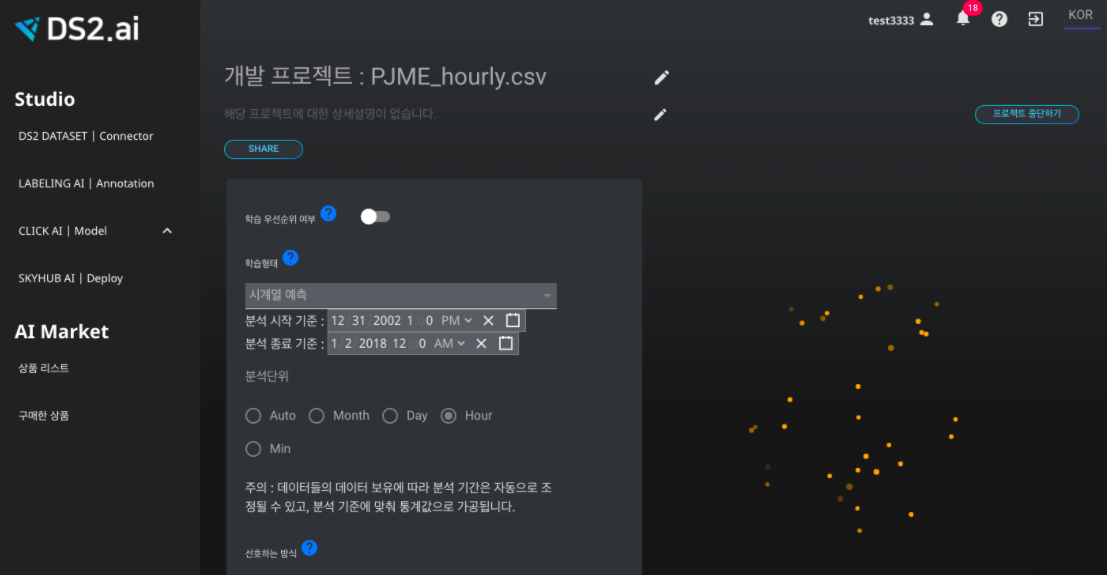 DS2.ai
test3333
18
KOR
Studio
DS2 DATASET | Connector
LABELING AI | Annotation
CLICK AI | Model
SKYHUB AI | Deploy
AI Market
상품 리스트
구매한 상품
개발 프로젝트 : PJME_hourly.csv
해당 프로젝트에 대한 상세설명이 없습니다.
프로젝트 중단하기
SHARE
학습 우선순위 여부 ?
학습형태 ?
시계열 예측
분석 시작 기준 : 12/31/2002 1:00 PM
분석 종료 기준 : 1/2/2018 12:00 AM
분석단위
Auto Month Day Hour
Min
주의 : 데이터들의 데이터 보유에 따라 분석 기간은 자동으로 조
정될 수 있고, 분석 기준에 맞춰 통계값으로 가공됩니다.
선호하는 방식 ?